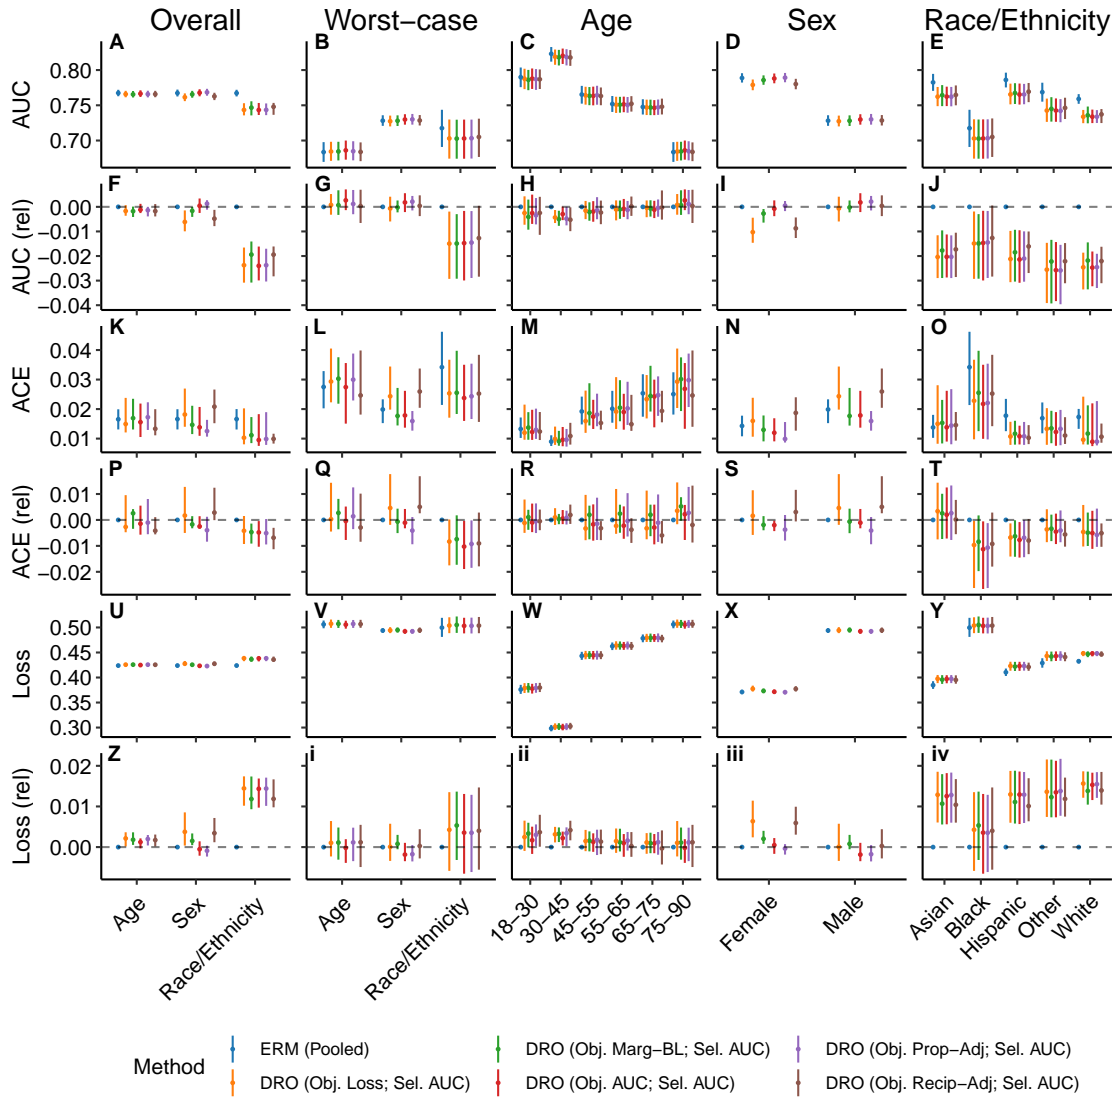 Overall Worst−case Age Sex Race/Ethnicity
A B C D E
AUC
0.80
0.75
0.70
F G H I J
AUC (rel)
0.00
−0.01
−0.02
−0.03
−0.04
K L M N O
ACE
0.04
0.03
0.02
0.01
P Q R S T
ACE (rel)
0.01
0.00
−0.01
−0.02
U V W X Y
Loss
0.50
0.45
0.40
0.35
0.30
Z i ii iii iv
Loss (rel)
0.02
0.01
0.00
Age Sex Race/Ethnicity Age Sex Race/Ethnicity 18−30 30−45 45−55 55−65 65−75 75−90 Female Male Asian Black Hispanic Other White
Method
ERM (Pooled) DRO (Obj. Marg−BL; Sel. AUC) DRO (Obj. Prop−Adj; Sel. AUC)
DRO (Obj. Loss; Sel. AUC) DRO (Obj. AUC; Sel. AUC) DRO (Obj. Recip−Adj; Sel. AUC)